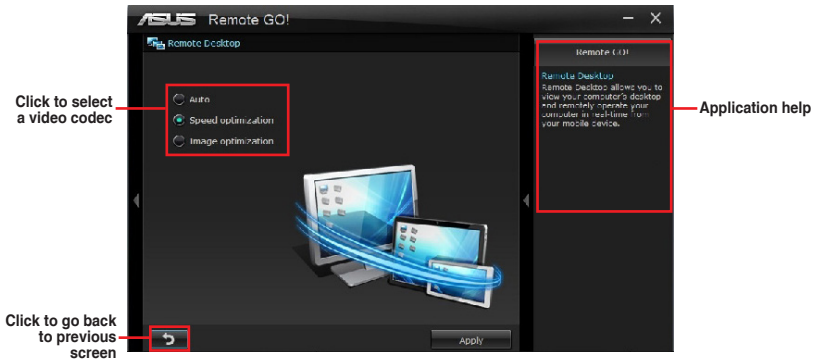 ASUS Remote GO!
Remote Desktop
Click to select
a video codec
Auto
Speed optimization
Image optimization
Remote GO!
Remote Desktop
Remote Desktop allows you to
view your computer's desktop
and remotely operate your
computer in real-time from
your mobile device.
Application help
Click to go back
to previous
screen
Apply